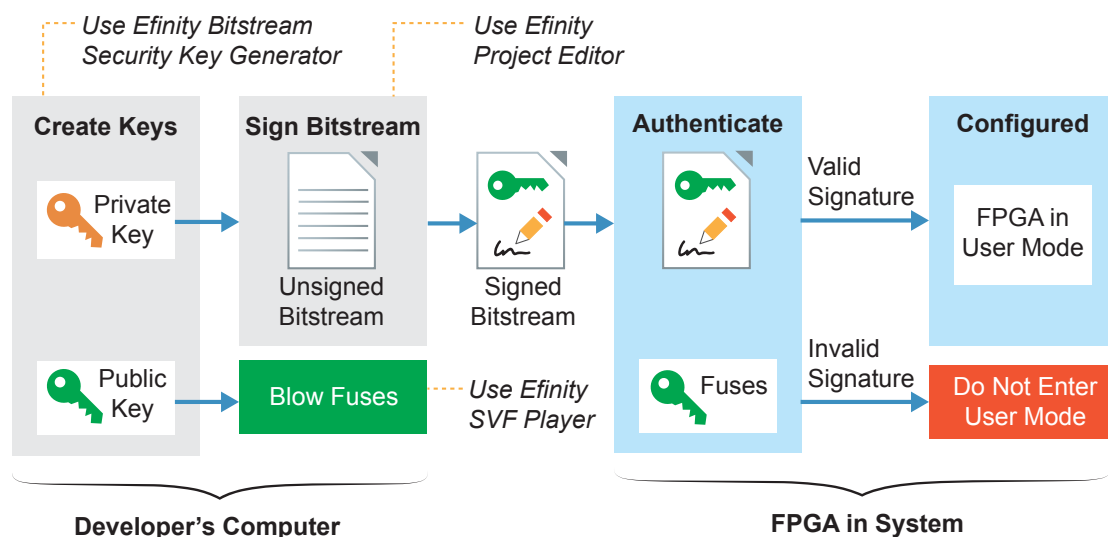 Use Efinity Bitstream
Security Key Generator
Use Efinity
Project Editor
Create Keys
Sign Bitstream
Authenticate
Configured
Private
Key
Unsigned
Bitstream
Signed
Bitstream
Valid
Signature
FPGA in
User Mode
Public
Key
Blow Fuses
Use Efinity
SVF Player
Fuses
Invalid
Signature
Do Not Enter
User Mode
Developer’s Computer
FPGA in System